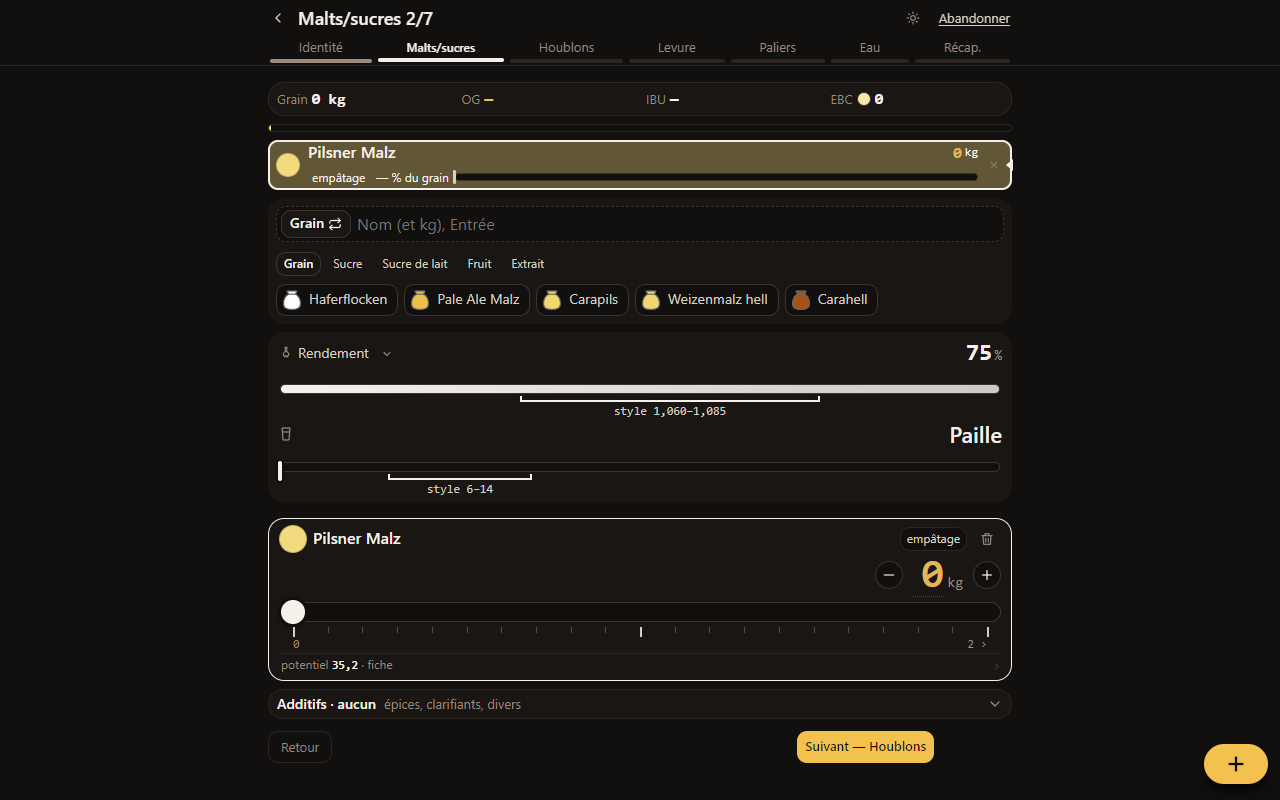 Malts/sucres 2/7
Abandonner
Identité Malts/sucres Houblons Levure Paliers Eau Récap.
Grain 0 kg OG — IBU — EBC 0
Pilsner Malz 0 kg
empâtage — % du grain ×
Grain Nom (et kg), Entrée
Grain Sucre Sucre de lait Fruit Extrait
Haferflocken Pale Ale Malz Carapils Weizenmalz hell Carahell
Rendement 75 %
style 1,060–1,085
Paille
style 6–14
Pilsner Malz empâtage
− 0 kg +
0 2 ›
potentiel 35,2 · fiche ›
Additifs · aucun épices, clarifiants, divers
Retour Suivant — Houblons
+